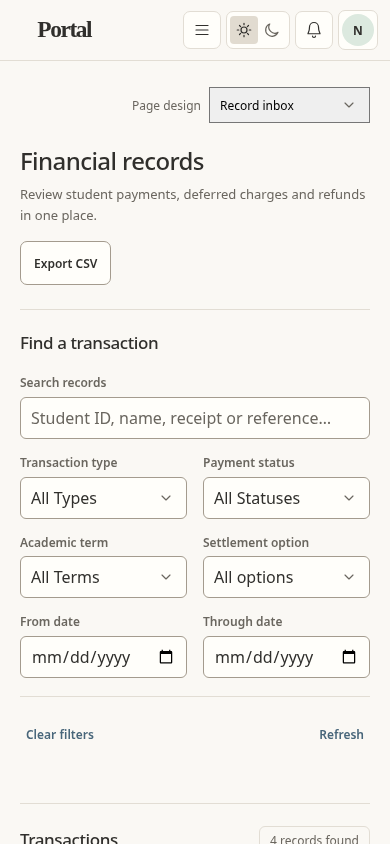 Portal
N
Page design
Record inbox
Financial records
Review student payments, deferred charges and refunds
in one place.
Export CSV
Find a transaction
Search records
Student ID, name, receipt or reference...
Transaction type
Payment status
All Types
All Statuses
Academic term
Settlement option
All Terms
All options
From date
Through date
mm/dd/yyyy
mm/dd/yyyy
Clear filters
Refresh
Transactions
4 records found